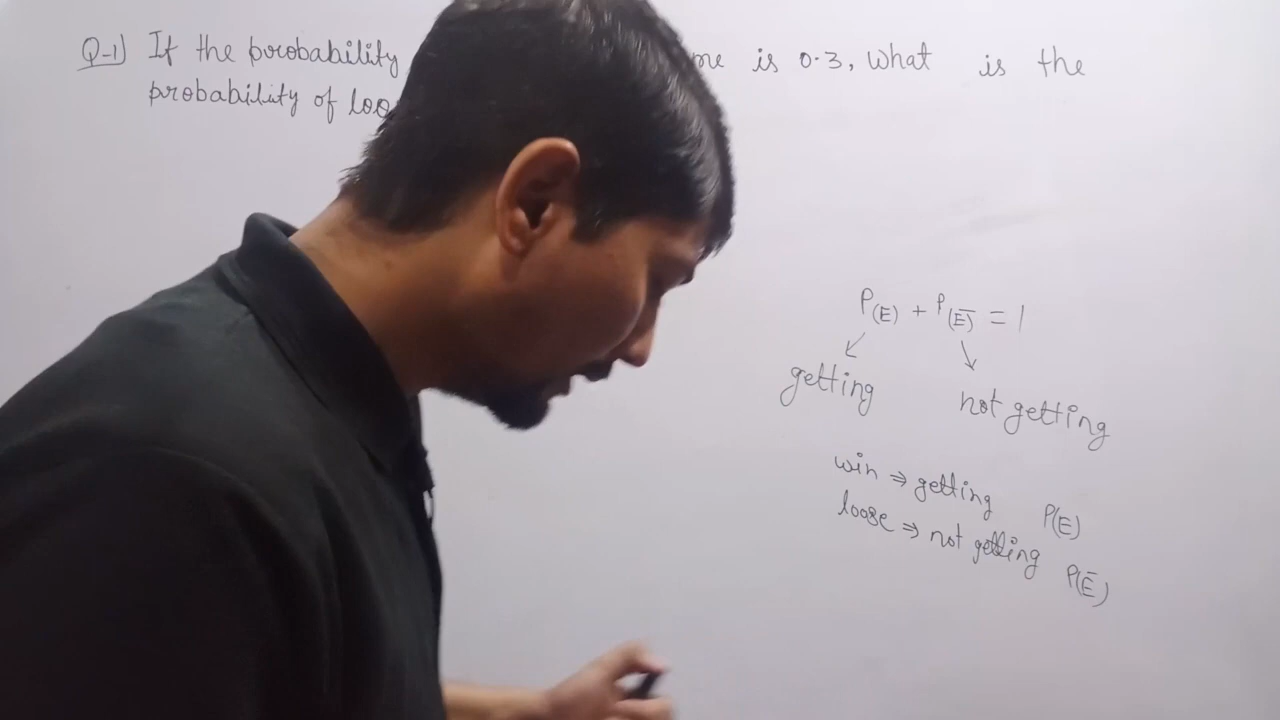 Q-1) If the probability me is 0.3, What is the
probability of loo
P(E) + P(E̅) = 1
getting
not getting
win ⇒ getting P(E)
loose ⇒ not getting P(E̅)